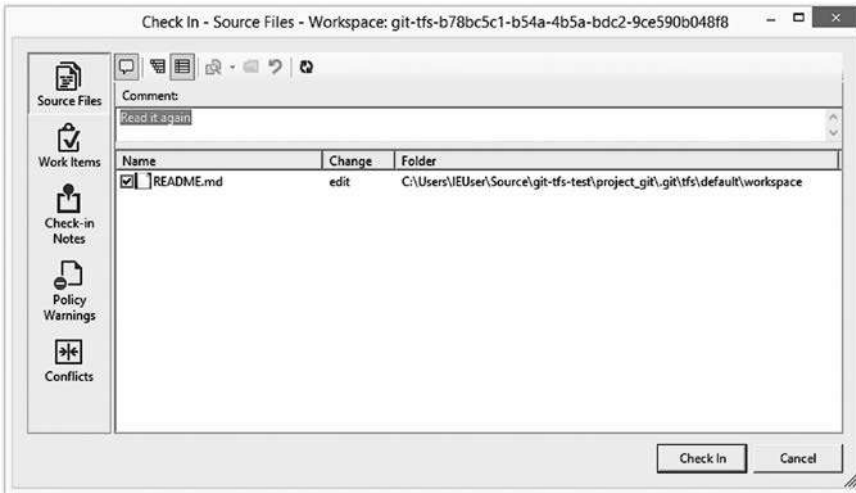 Check In - Source Files - Workspace: git-tfs-b78bc5c1-b54a-4b5a-bdc2-9ce590b048f8
Source Files
Work Items
Check-in
Notes
Policy
Warnings
Conflicts
Comment:
Read it again
Name Change Folder
README.md edit C:\Users\IEUser\Source\git-tfs-test\project_git\.git\tfs\default\workspace
Check In Cancel